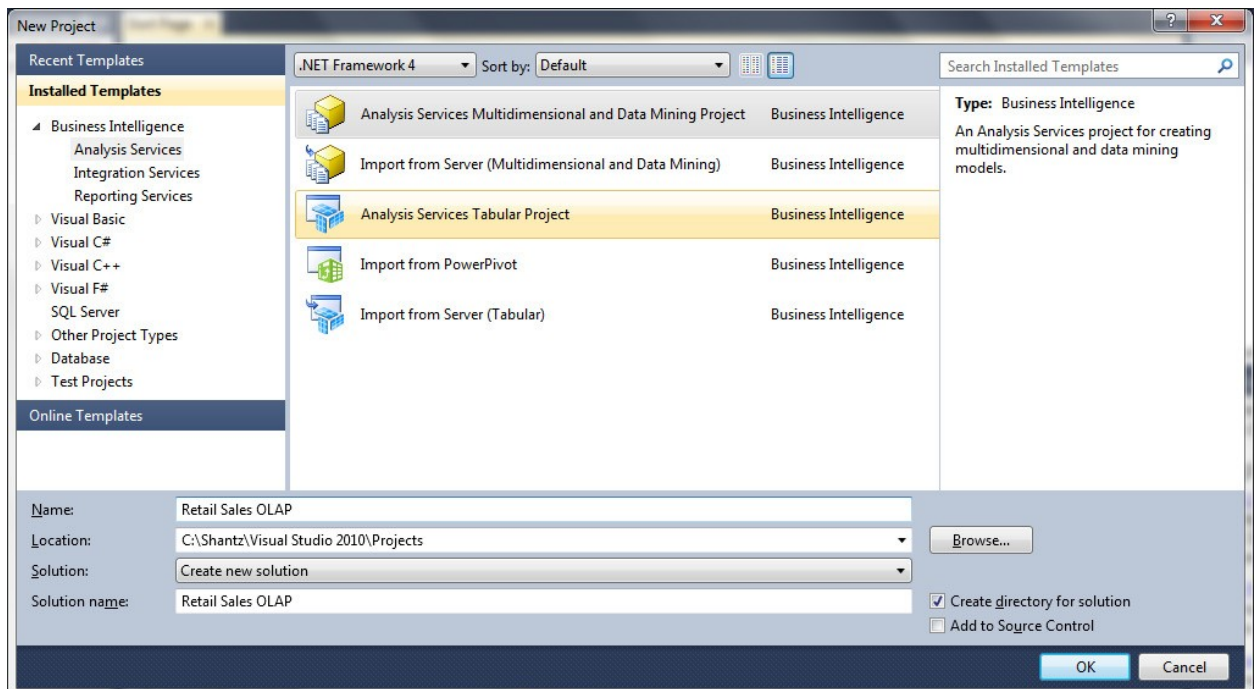 New Project
Recent Templates
Installed Templates
Business Intelligence
Analysis Services
Integration Services
Reporting Services
Visual Basic
Visual C#
Visual C++
Visual F#
SQL Server
Other Project Types
Database
Test Projects
Online Templates
.NET Framework 4 Sort by: Default
Analysis Services Multidimensional and Data Mining Project Business Intelligence
Import from Server (Multidimensional and Data Mining) Business Intelligence
Analysis Services Tabular Project Business Intelligence
Import from PowerPivot Business Intelligence
Import from Server (Tabular) Business Intelligence
Search Installed Templates
Type: Business Intelligence
An Analysis Services project for creating
multidimensional and data mining
models.
Name: Retail Sales OLAP
Location: C:\Shantz\Visual Studio 2010\Projects Browse...
Solution: Create new solution
Solution name: Retail Sales OLAP
Create directory for solution
Add to Source Control
OK Cancel